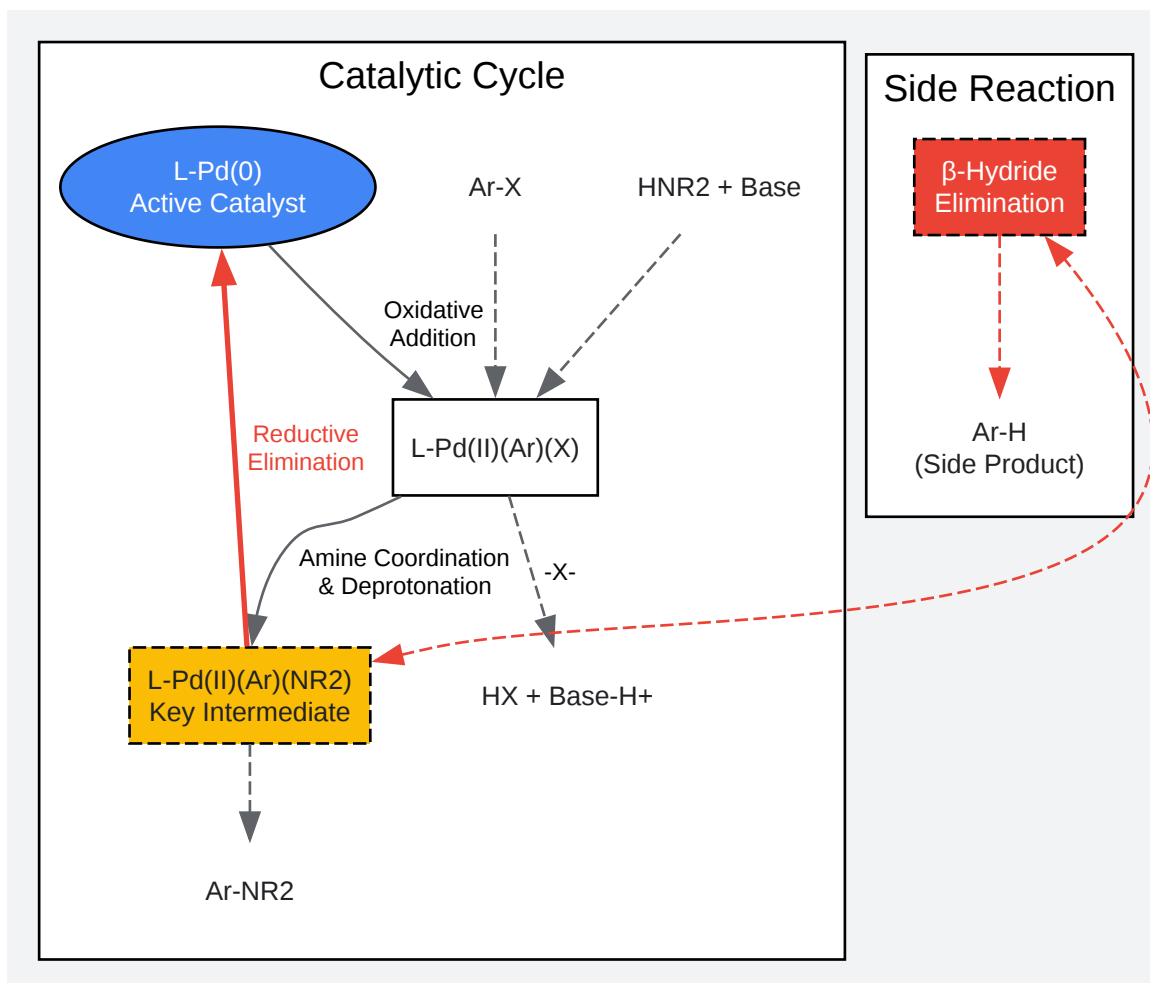 Catalytic Cycle
L-Pd(0)
Active Catalyst
Ar-X
HNR2 + Base
Oxidative
Addition
Reductive
Elimination
L-Pd(II)(Ar)(X)
Amine Coordination
& Deprotonation
-X-
L-Pd(II)(Ar)(NR2)
Key Intermediate
HX + Base-H+
Ar-NR2
Side Reaction
β-Hydride
Elimination
Ar-H
(Side Product)